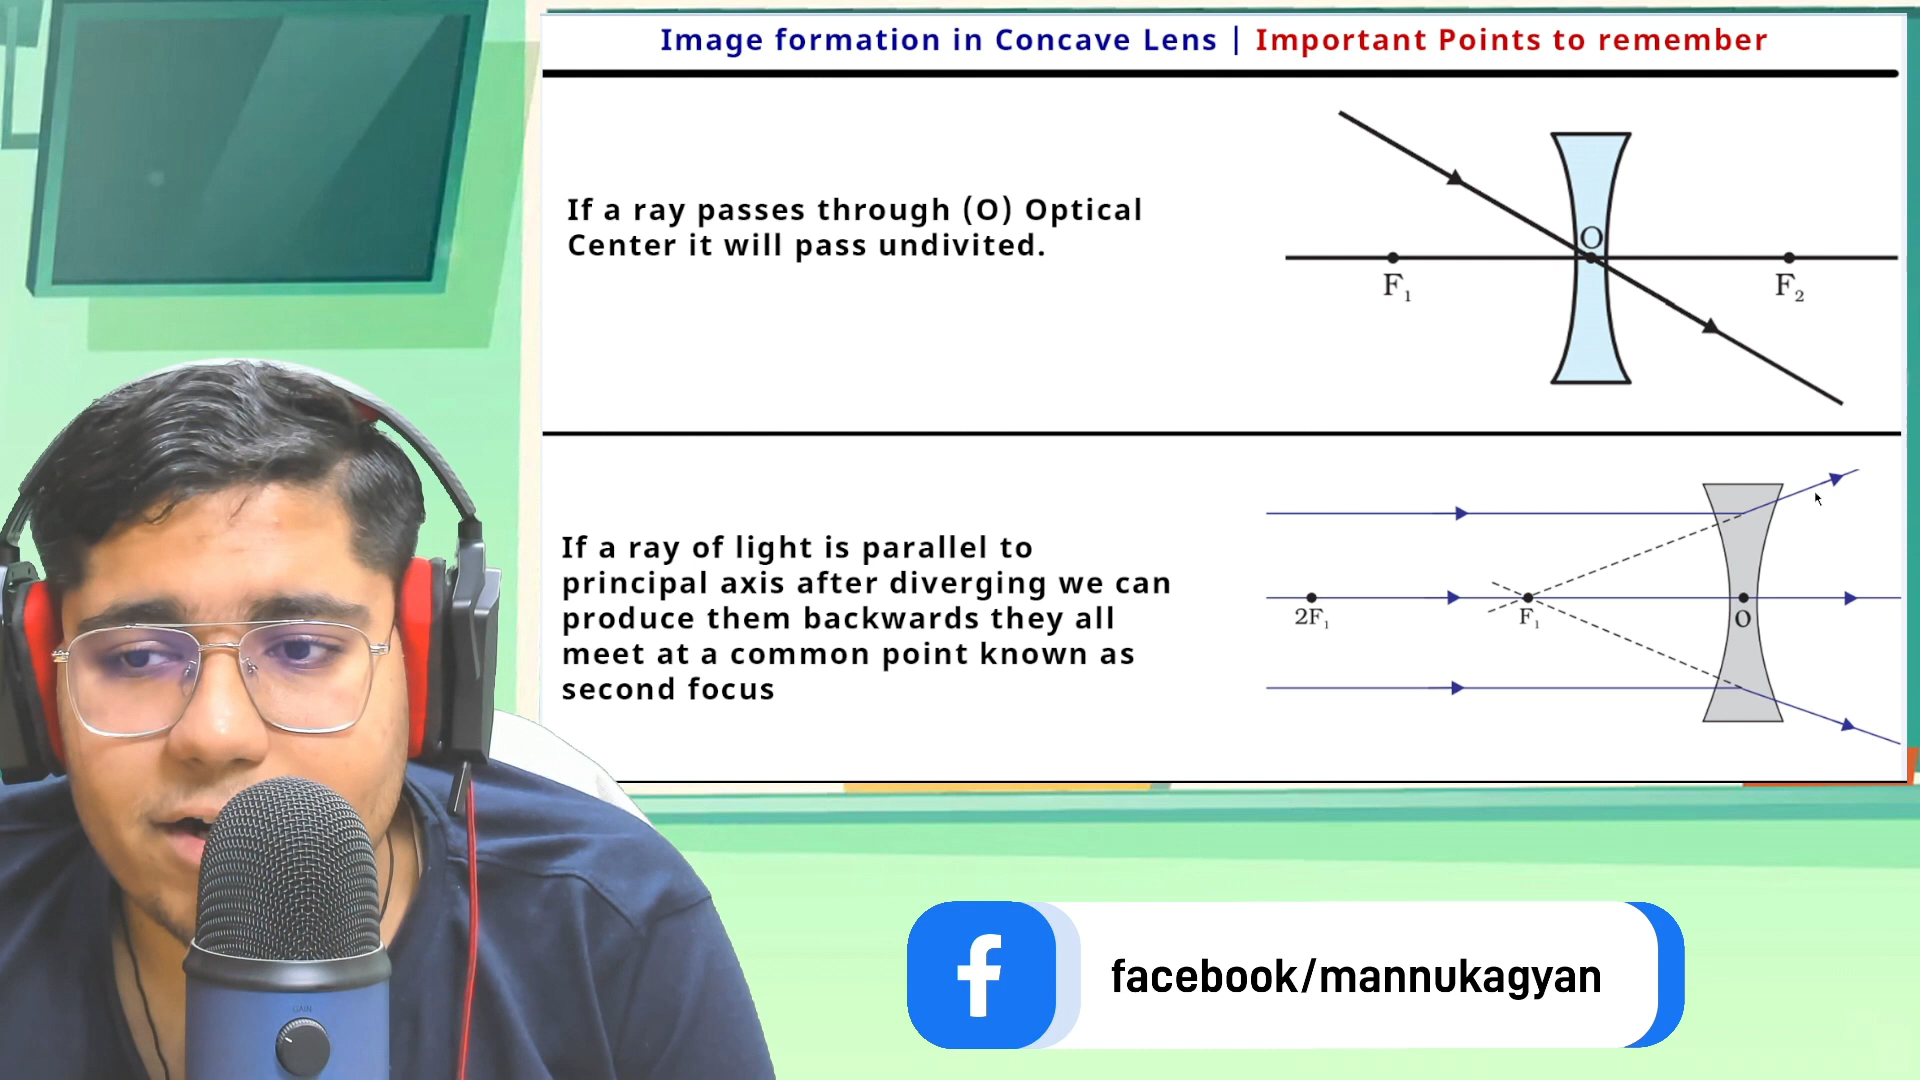 Image formation in Concave Lens | Important Points to remember
If a ray passes through (O) Optical
Center it will pass undivited.
O
F₁
F₂
If a ray of light is parallel to
principal axis after diverging we can
produce them backwards they all
meet at a common point known as
second focus
2F₁
F₁
O
GAIN
facebook/mannukagyan